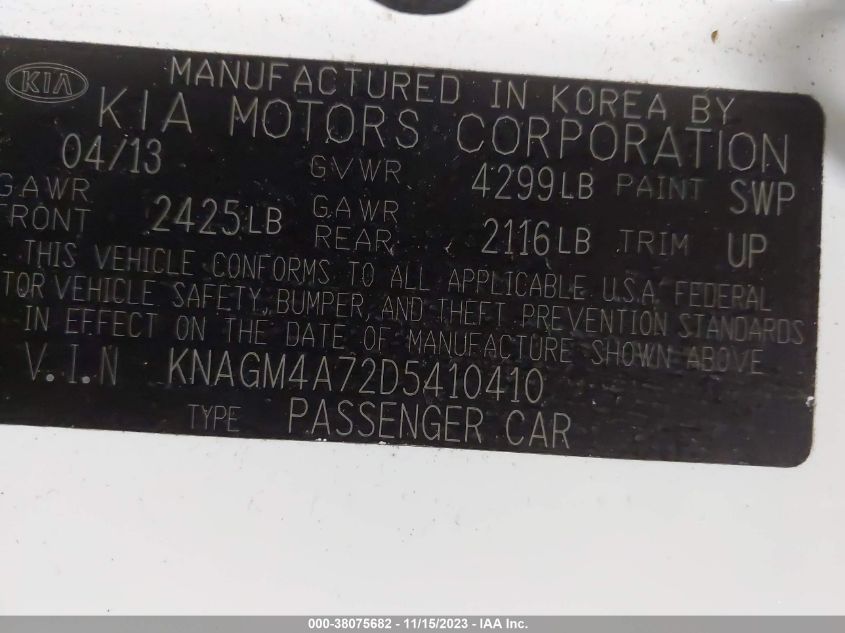 KIA
MANUFACTURED IN KOREA BY
KIA MOTORS CORPORATION
04/13 GVWR 4299LB PAINT SWP
GAWR FRONT 2425LB GAWR REAR 2116LB TRIM UP
THIS VEHICLE CONFORMS TO ALL APPLICABLE U.S.A. FEDERAL
TOR VEHICLE SAFETY, BUMPER, AND THEFT PREVENTION STANDARDS
IN EFFECT ON THE DATE OF MANUFACTURE SHOWN ABOVE
V.I.N KNAGM4A72D5410410
TYPE PASSENGER CAR
000-38075682 - 11/15/2023 - IAA Inc.